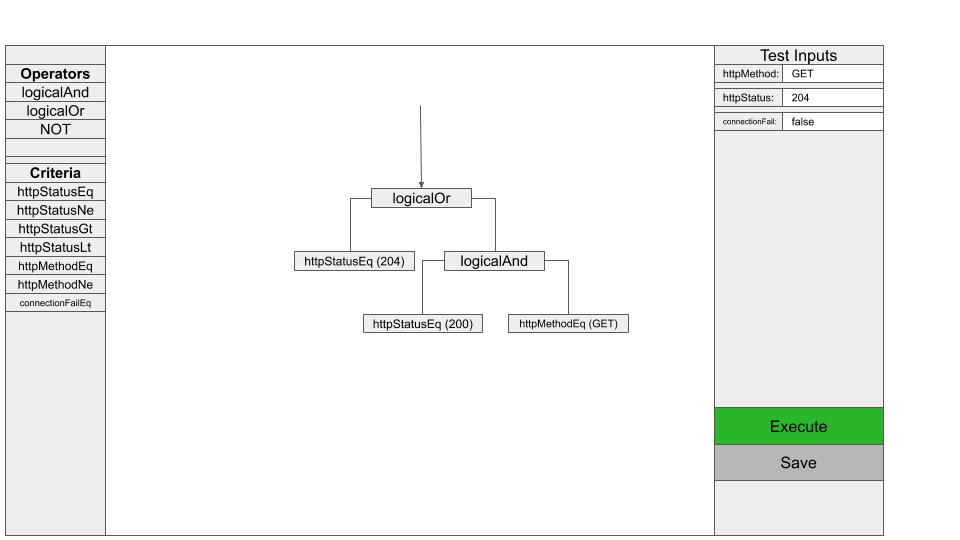 Operators
logicalAnd
logicalOr
NOT
Criteria
httpStatusEq
httpStatusNe
httpStatusGt
httpStatusLt
httpMethodEq
httpMethodNe
connectionFailEq
logicalOr
httpStatusEq (204)
logicalAnd
httpStatusEq (200)
httpMethodEq (GET)
Test Inputs
httpMethod: GET
httpStatus: 204
connectionFail: false
Execute
Save